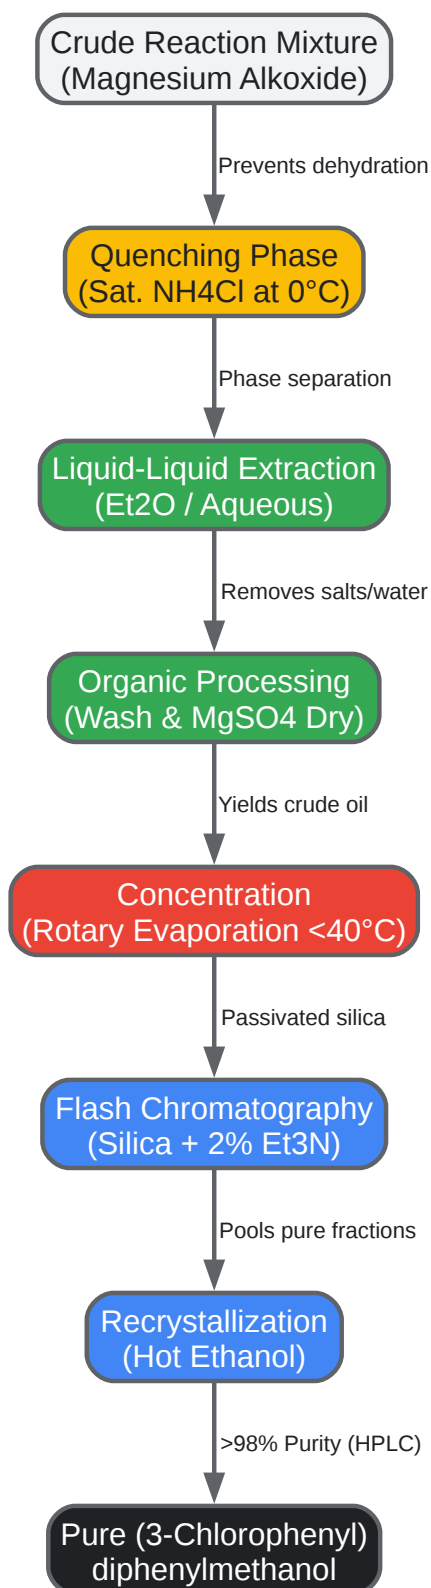 Crude Reaction Mixture
(Magnesium Alkoxide)
Prevents dehydration
Quenching Phase
(Sat. NH4Cl at 0°C)
Phase separation
Liquid-Liquid Extraction
(Et2O / Aqueous)
Removes salts/water
Organic Processing
(Wash & MgSO4 Dry)
Yields crude oil
Concentration
(Rotary Evaporation <40°C)
Passivated silica
Flash Chromatography
(Silica + 2% Et3N)
Pools pure fractions
Recrystallization
(Hot Ethanol)
>98% Purity (HPLC)
Pure (3-Chlorophenyl)
diphenylmethanol